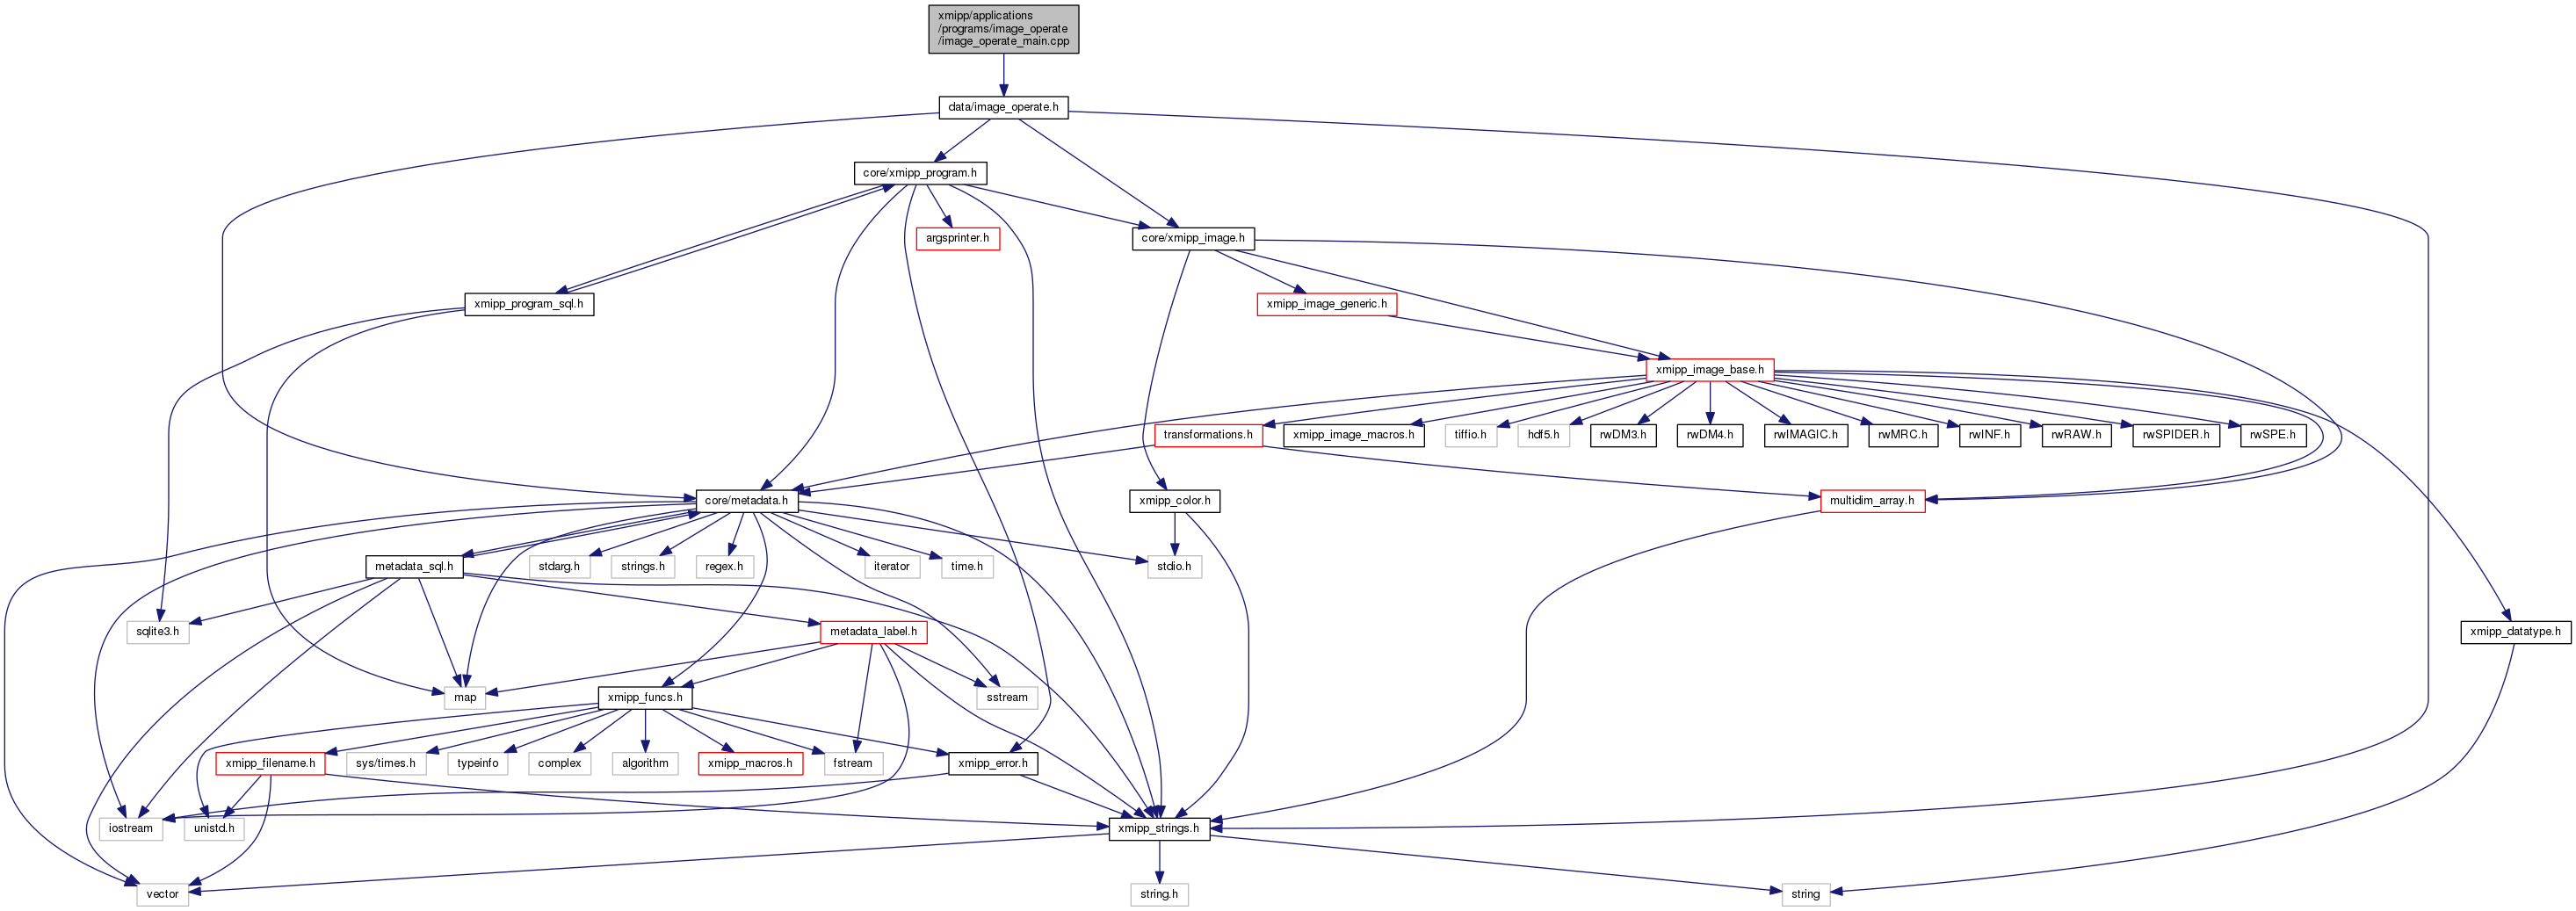 xmipp/applications
/programs/image_operate
/image_operate_main.cpp
data/image_operate.h
core/xmipp_program.h
argsprinter.h
core/xmipp_image.h
xmipp_program_sql.h
xmipp_image_generic.h
xmipp_image_base.h
transformations.h
xmipp_image_macros.h
tiffio.h
hdf5.h
rwDM3.h
rwDM4.h
rwIMAGIC.h
rwMRC.h
rwINF.h
rwRAW.h
rwSPIDER.h
rwSPE.h
core/metadata.h
xmipp_color.h
multidim_array.h
metadata_sql.h
stdarg.h
strings.h
regex.h
iterator
time.h
stdio.h
sqlite3.h
metadata_label.h
xmipp_datatype.h
map
xmipp_funcs.h
sstream
xmipp_filename.h
sys/times.h
typeinfo
complex
algorithm
xmipp_macros.h
fstream
xmipp_error.h
iostream
unistd.h
xmipp_strings.h
vector
string.h
string